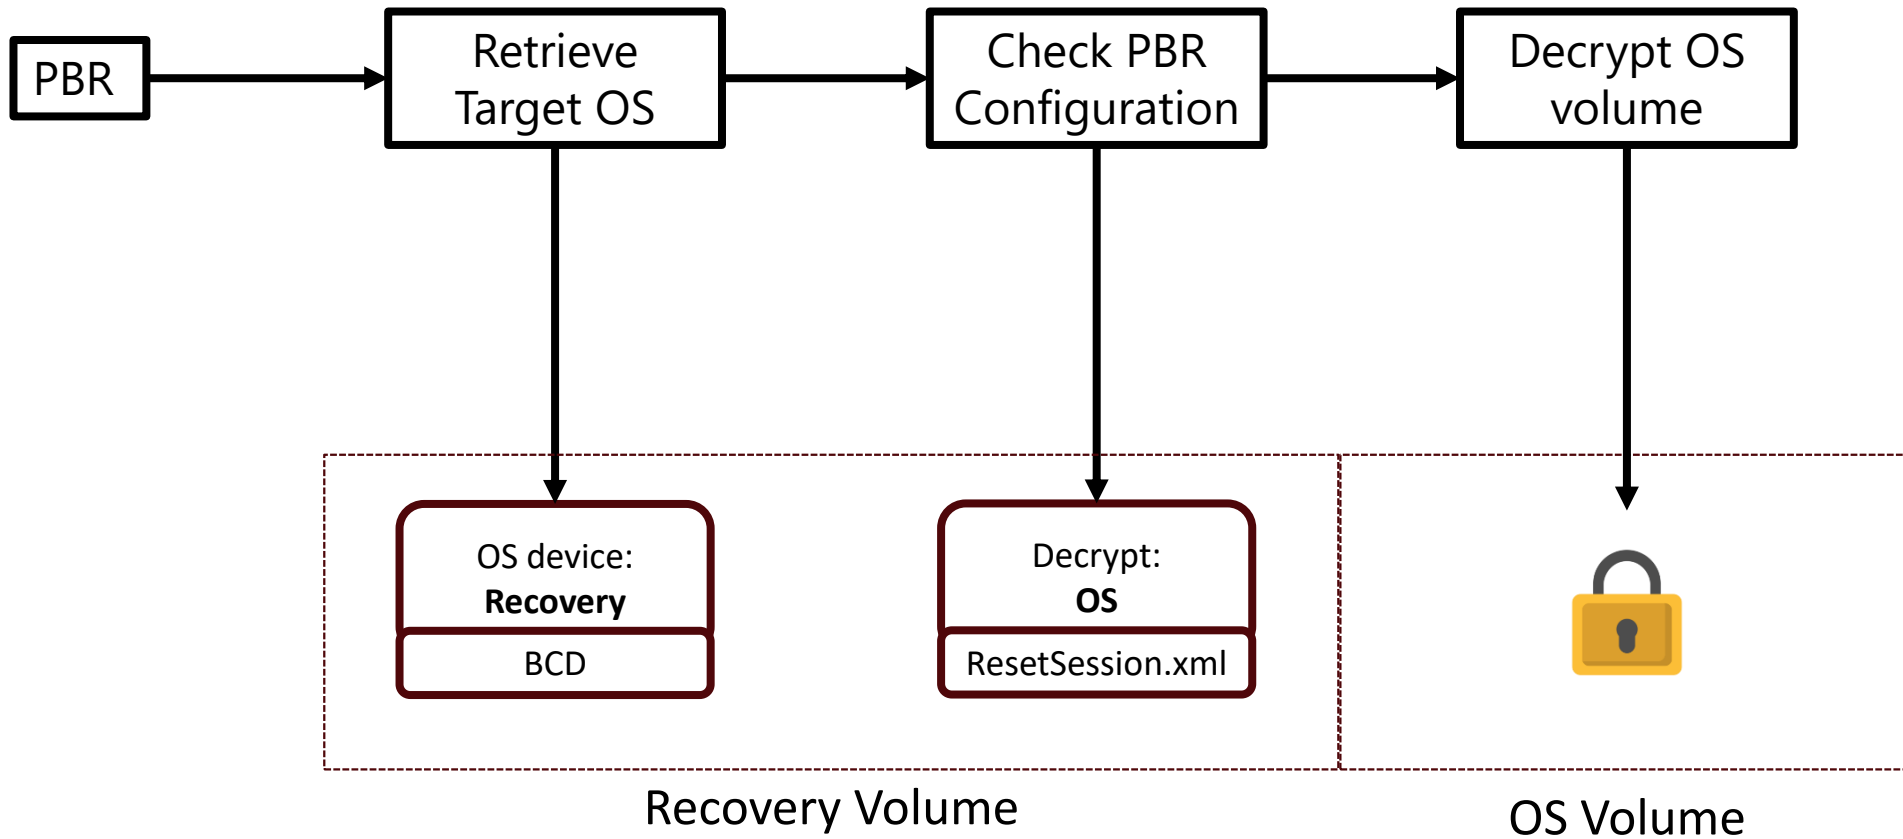 PBR
Retrieve
Target OS
Check PBR
Configuration
Decrypt OS
volume
OS device:
Recovery
BCD
Decrypt:
OS
ResetSession.xml
Recovery Volume
OS Volume